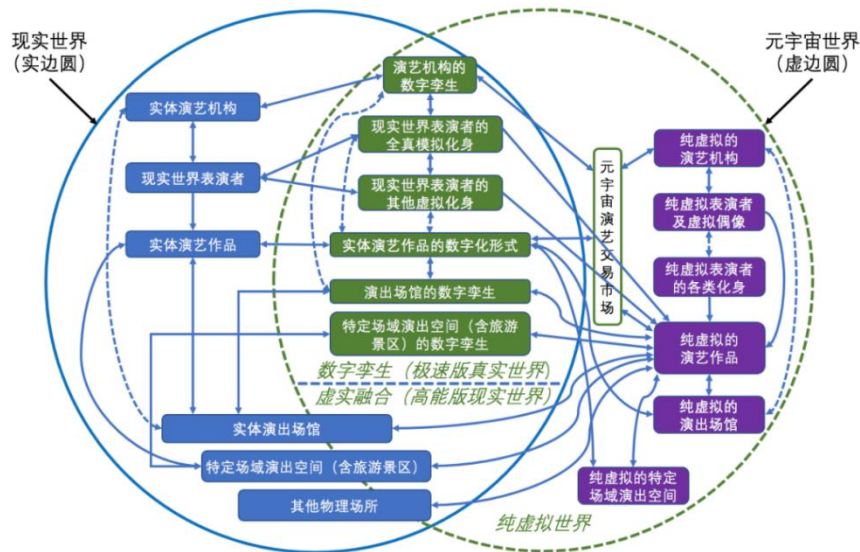 现实世界
（实边圆）
元宇宙世界
（虚边圆）
演艺机构的
数字孪生
实体演艺机构
现实世界表演者的
全真模拟化身
纯虚拟的
演艺机构
现实世界表演者
现实世界表演者的
其他虚拟化身
元宇宙演艺交易市场
纯虚拟表演者
及虚拟偶像
实体演艺作品
实体演艺作品的数字化形式
纯虚拟表演者
的各类化身
演出场馆的数字孪生
特定场域演出空间（含旅游
景区）的数字孪生
纯虚拟的
演艺作品
数字孪生（极速版真实世界）
虚实融合（高能版现实世界）
纯虚拟的
演出场馆
实体演出场馆
特定场域演出空间（含旅游景区）
纯虚拟的特定
场域演出空间
其他物理场所
纯虚拟世界